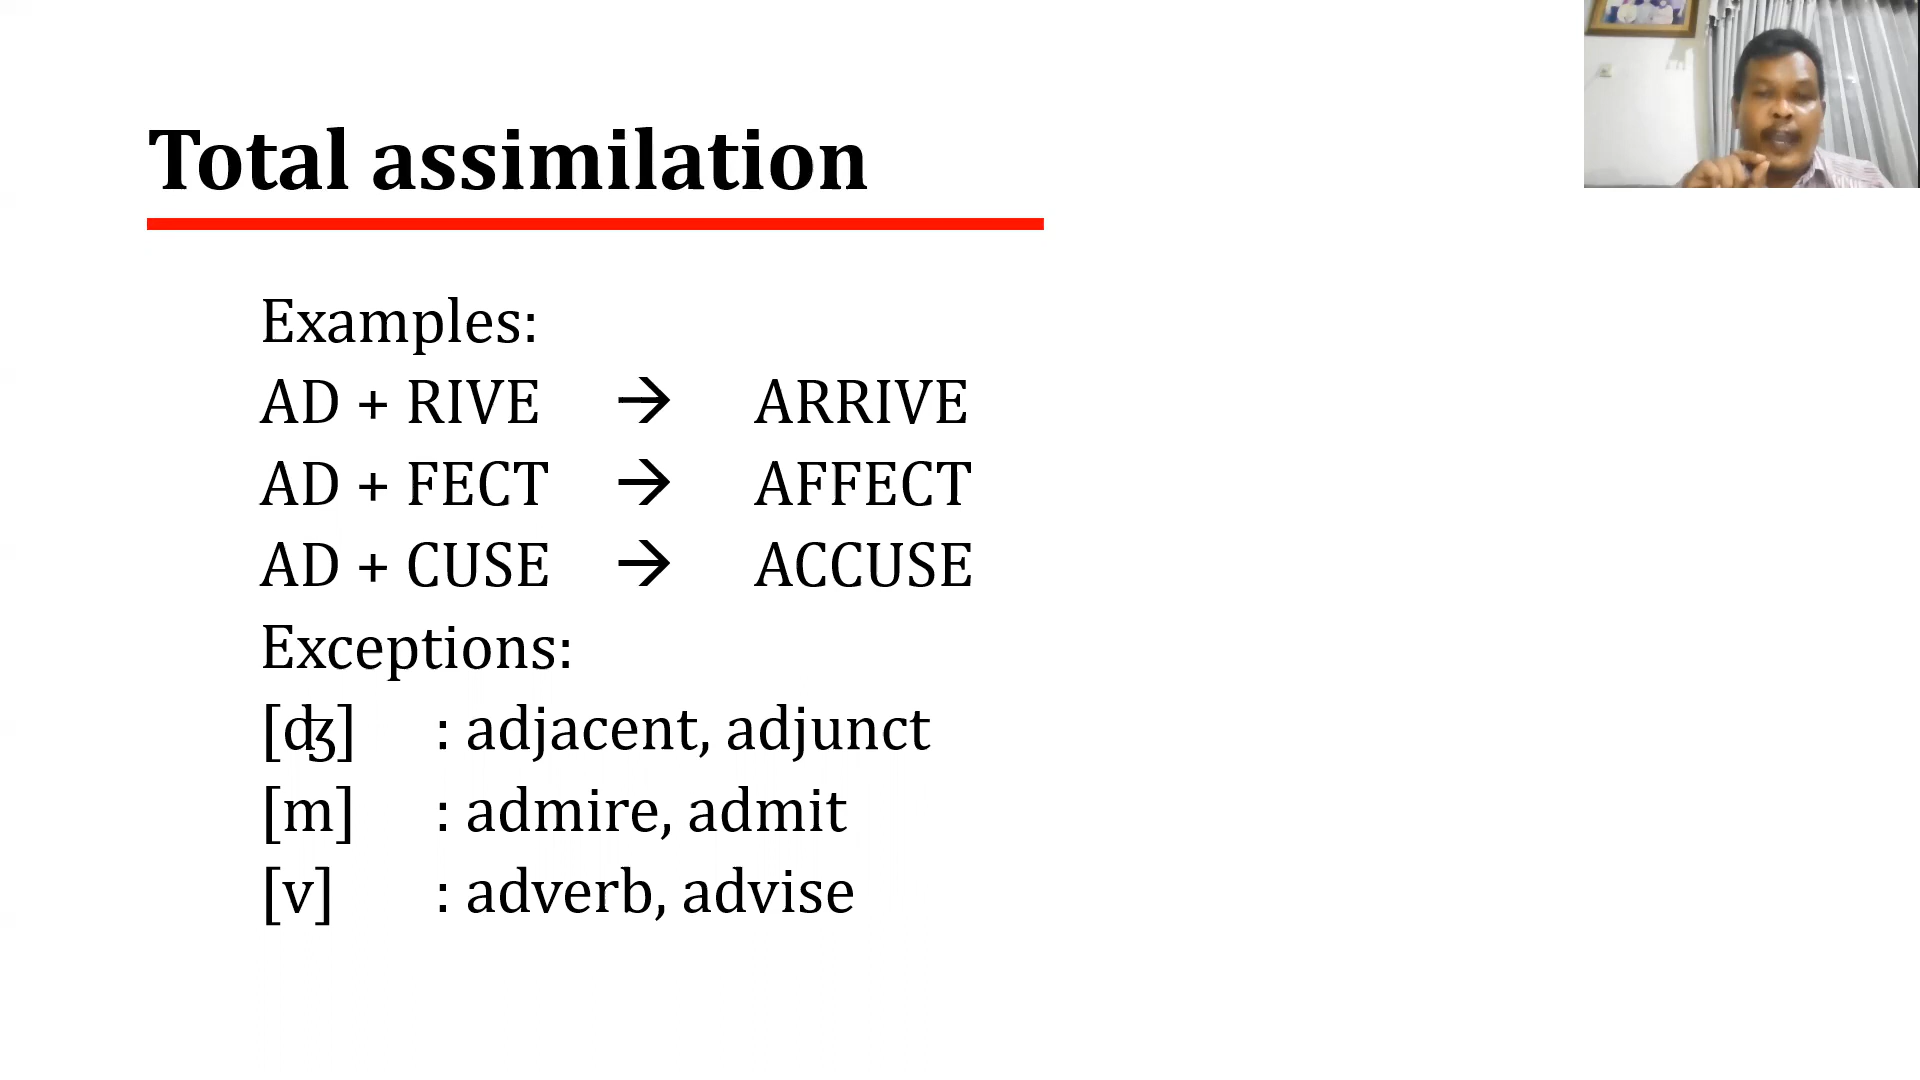 Total assimilation
Examples:
AD + RIVE → ARRIVE
AD + FECT → AFFECT
AD + CUSE → ACCUSE
Exceptions:
[ʤ] : adjacent, adjunct
[m] : admire, admit
[v] : adverb, advise